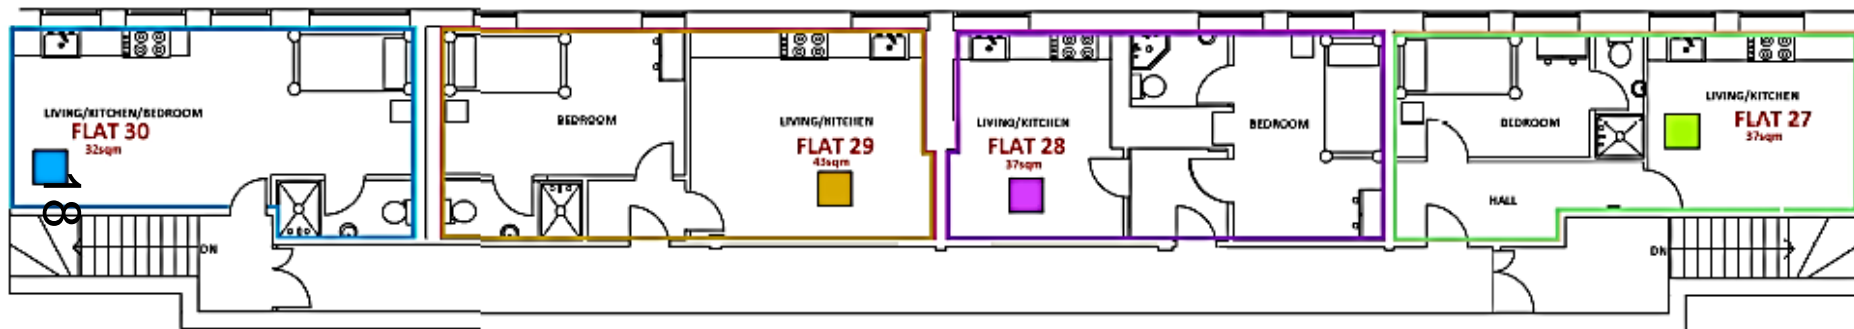 LIVING/KITCHEN/BEDROOM
FLAT 30
32sqm
18
DN
BEDROOM
LIVING/KITCHEN
FLAT 29
43sqm
LIVING/KITCHEN
FLAT 28
37sqm
BEDROOM
BEDROOM
HALL
LIVING/KITCHEN
FLAT 27
37sqm
DN